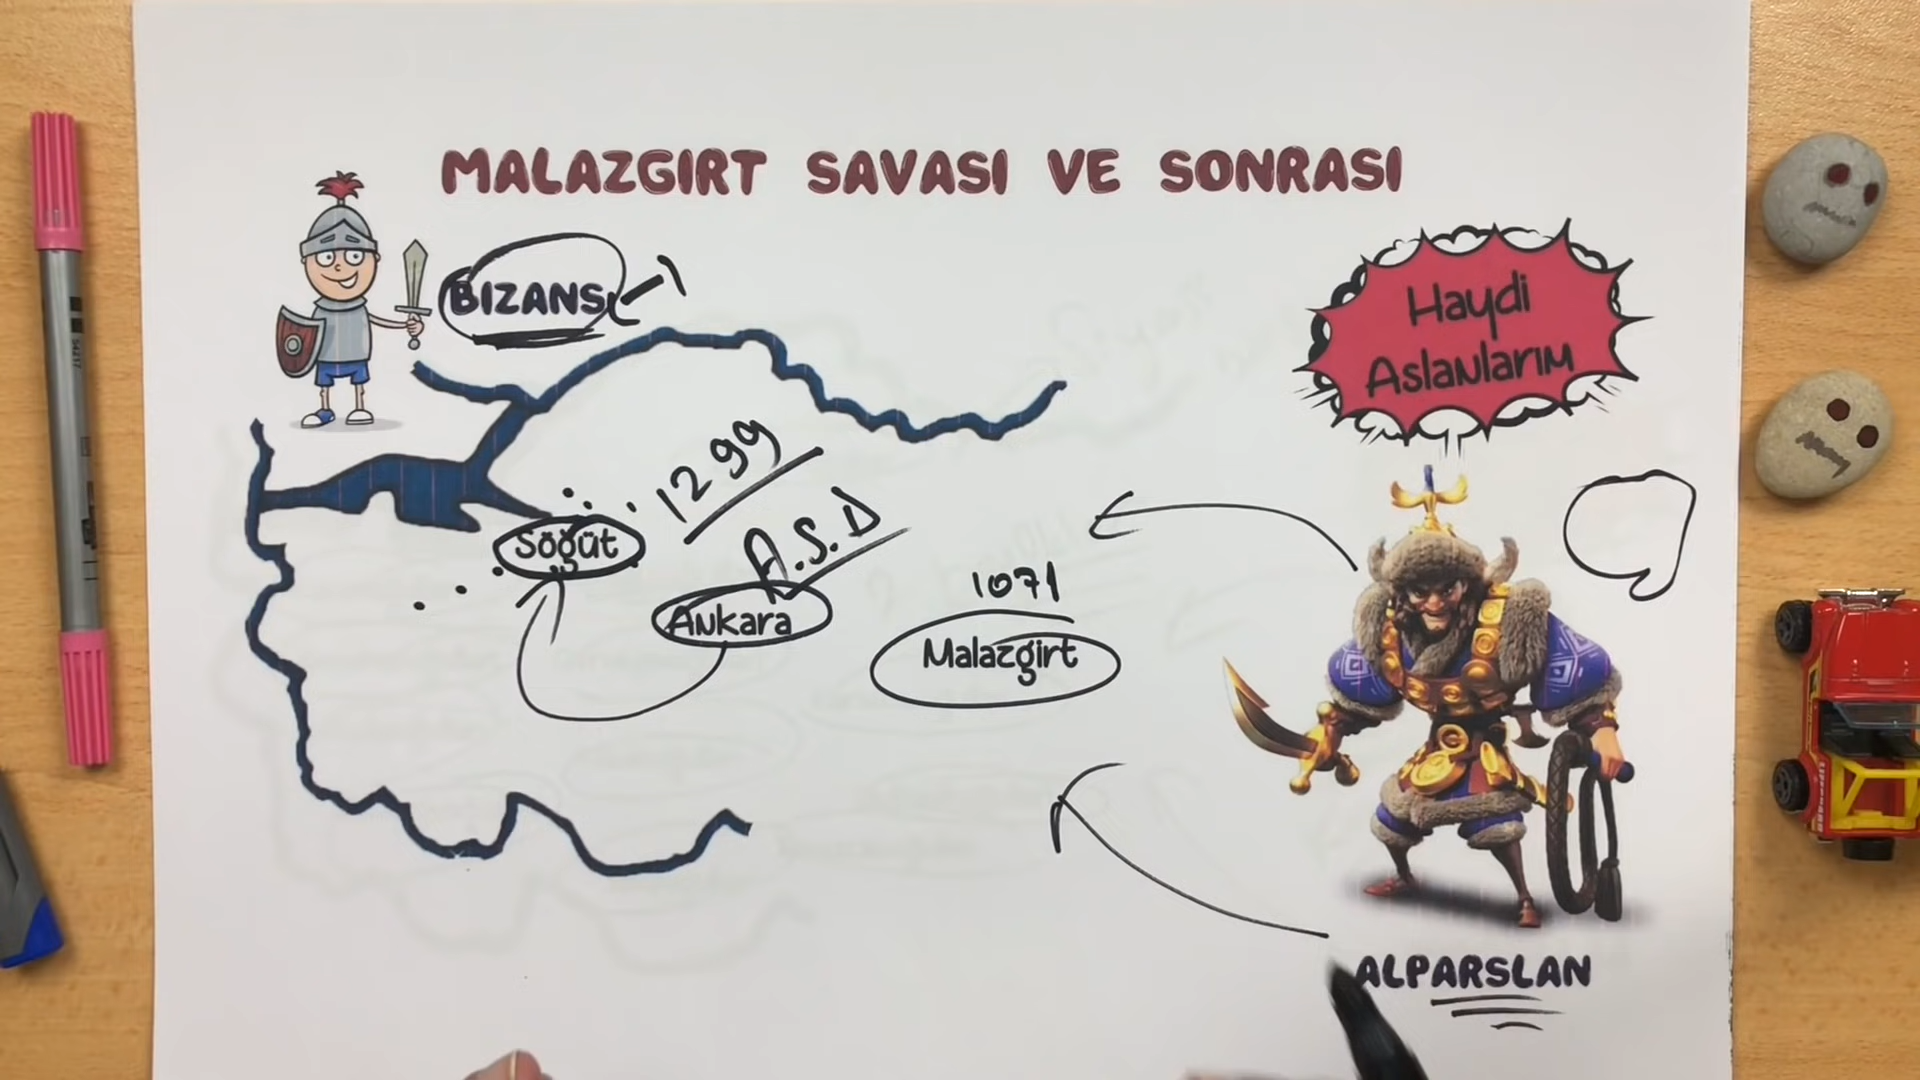 MALAZGIRT SAVASI VE SONRASI
BIZANS
Haydi
Aslanlarım
1299
Söğüt
A.S.D
Ankara
1071
Malazgirt
ALPARSLAN